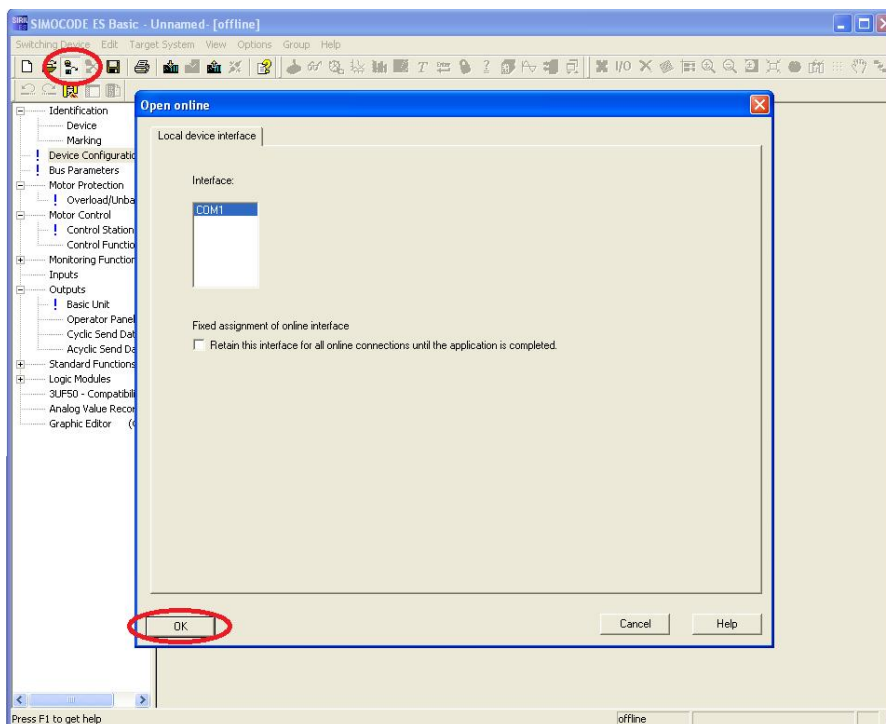 SIMOCODE ES Basic - Unnamed- [offline]
Switching Device Edit Target System View Options Group Help
Identification
Device
Marking
Device Configuratio
Bus Parameters
Motor Protection
Overload/Unba
Motor Control
Control Station
Control Functio
Monitoring Function
Inputs
Outputs
Basic Unit
Operator Panel
Cyclic Send Dat
Acyclic Send Da
Standard Functions
Logic Modules
3UF50 - Compatibili
Analog Value Recor
Graphic Editor (
Open online
Local device interface
Interface:
COM1
Fixed assignment of online interface
Retain this interface for all online connections until the application is completed.
OK Cancel Help
Press F1 to get help offline